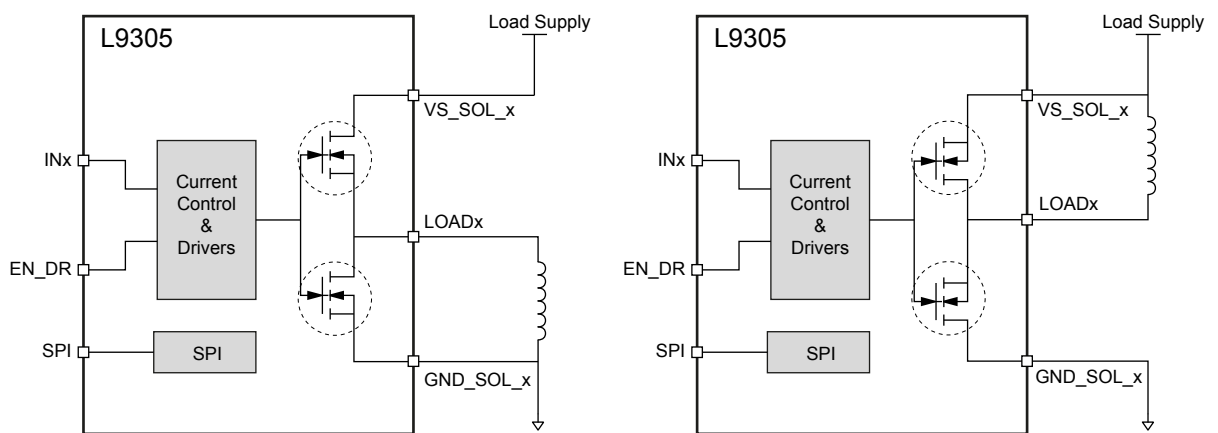 Load Supply
L9305
VS_SOL_x
INx
Current
Control
&
Drivers
LOADx
EN_DR
SPI
SPI
GND_SOL_x
Load Supply
L9305
VS_SOL_x
INx
Current
Control
&
Drivers
LOADx
EN_DR
SPI
SPI
GND_SOL_x